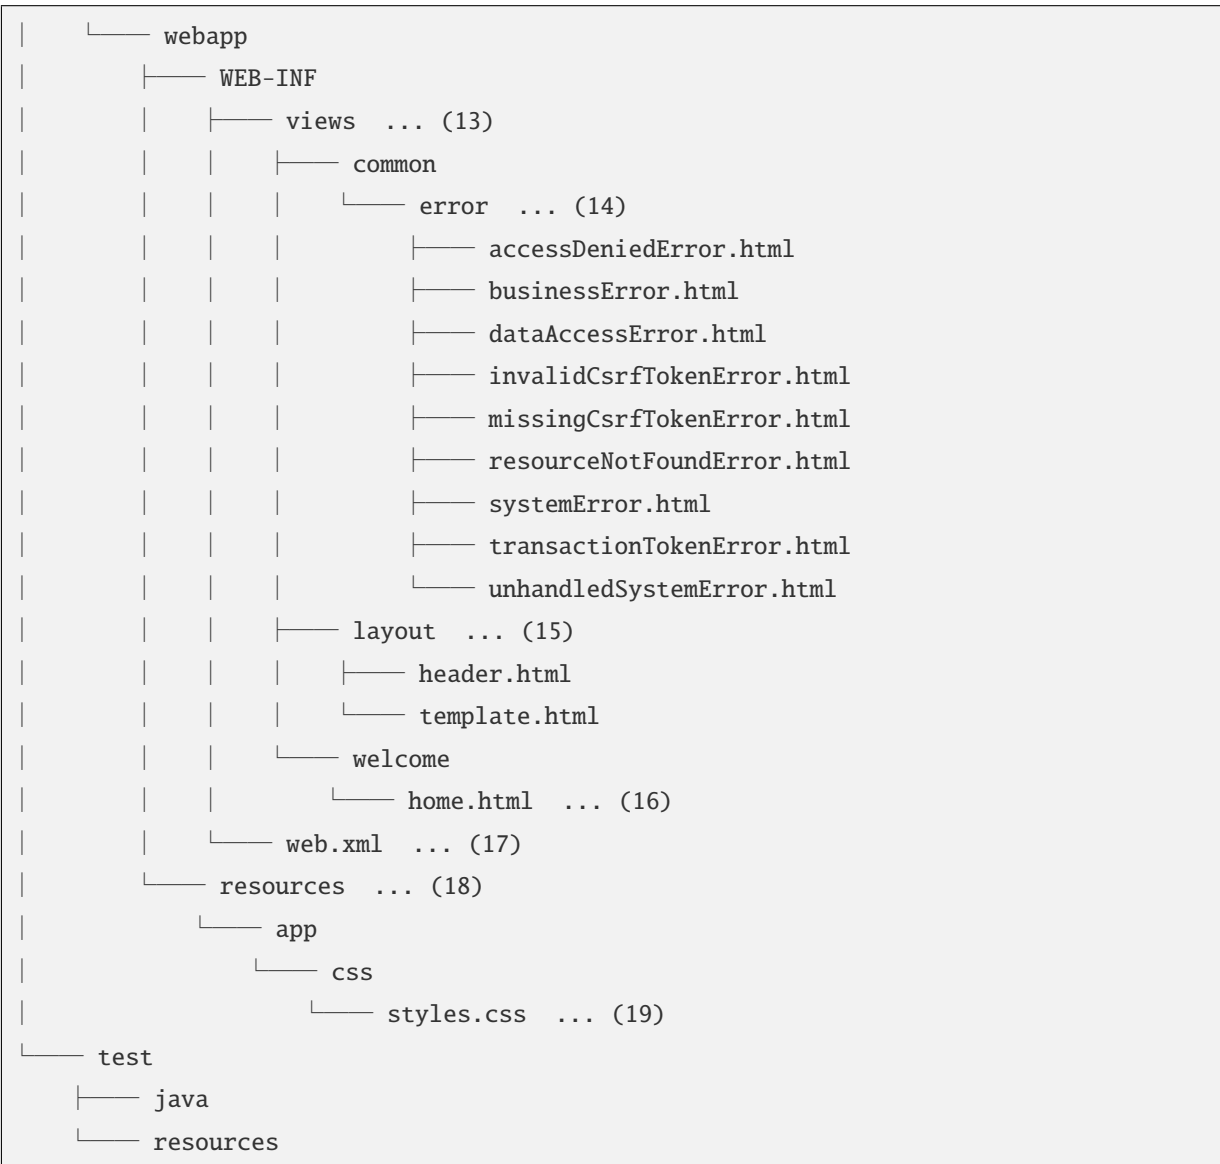 │   └── webapp
│       ├── WEB-INF
│       │   ├── views  ... (13)
│       │   │   ├── common
│       │   │   │   └── error  ... (14)
│       │   │   │       ├── accessDeniedError.html
│       │   │   │       ├── businessError.html
│       │   │   │       ├── dataAccessError.html
│       │   │   │       ├── invalidCsrfTokenError.html
│       │   │   │       ├── missingCsrfTokenError.html
│       │   │   │       ├── resourceNotFoundError.html
│       │   │   │       ├── systemError.html
│       │   │   │       ├── transactionTokenError.html
│       │   │   │       └── unhandledSystemError.html
│       │   │   ├── layout  ... (15)
│       │   │   │   ├── header.html
│       │   │   │   └── template.html
│       │   │   └── welcome
│       │   │       └── home.html  ... (16)
│       │   └── web.xml  ... (17)
│       └── resources  ... (18)
│           └── app
│               └── css
│                   └── styles.css  ... (19)
└── test
    ├── java
    └── resources